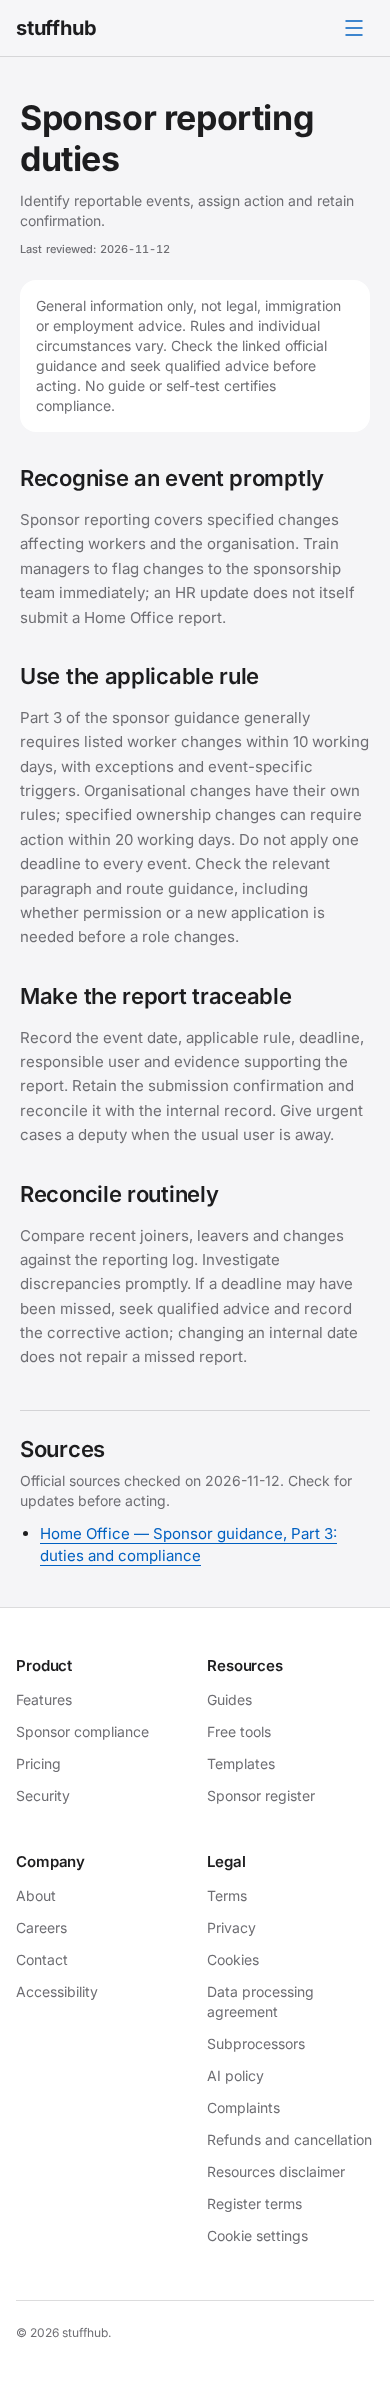 stuffhub
Sponsor reporting
duties
Identify reportable events, assign action and retain
confirmation.
Last reviewed: 2026-11-12
General information only, not legal, immigration
or employment advice. Rules and individual
circumstances vary. Check the linked official
guidance and seek qualified advice before
acting. No guide or self-test certifies
compliance.
Recognise an event promptly
Sponsor reporting covers specified changes
affecting workers and the organisation. Train
managers to flag changes to the sponsorship
team immediately; an HR update does not itself
submit a Home Office report.
Use the applicable rule
Part 3 of the sponsor guidance generally
requires listed worker changes within 10 working
days, with exceptions and event-specific
triggers. Organisational changes have their own
rules; specified ownership changes can require
action within 20 working days. Do not apply one
deadline to every event. Check the relevant
paragraph and route guidance, including
whether permission or a new application is
needed before a role changes.
Make the report traceable
Record the event date, applicable rule, deadline,
responsible user and evidence supporting the
report. Retain the submission confirmation and
reconcile it with the internal record. Give urgent
cases a deputy when the usual user is away.
Reconcile routinely
Compare recent joiners, leavers and changes
against the reporting log. Investigate
discrepancies promptly. If a deadline may have
been missed, seek qualified advice and record
the corrective action; changing an internal date
does not repair a missed report.
Sources
Official sources checked on 2026-11-12. Check for
updates before acting.
Home Office — Sponsor guidance, Part 3:
duties and compliance
Product
Features
Sponsor compliance
Pricing
Security
Resources
Guides
Free tools
Templates
Sponsor register
Company
About
Careers
Contact
Accessibility
Legal
Terms
Privacy
Cookies
Data processing
agreement
Subprocessors
AI policy
Complaints
Refunds and cancellation
Resources disclaimer
Register terms
Cookie settings
© 2026 stuffhub.